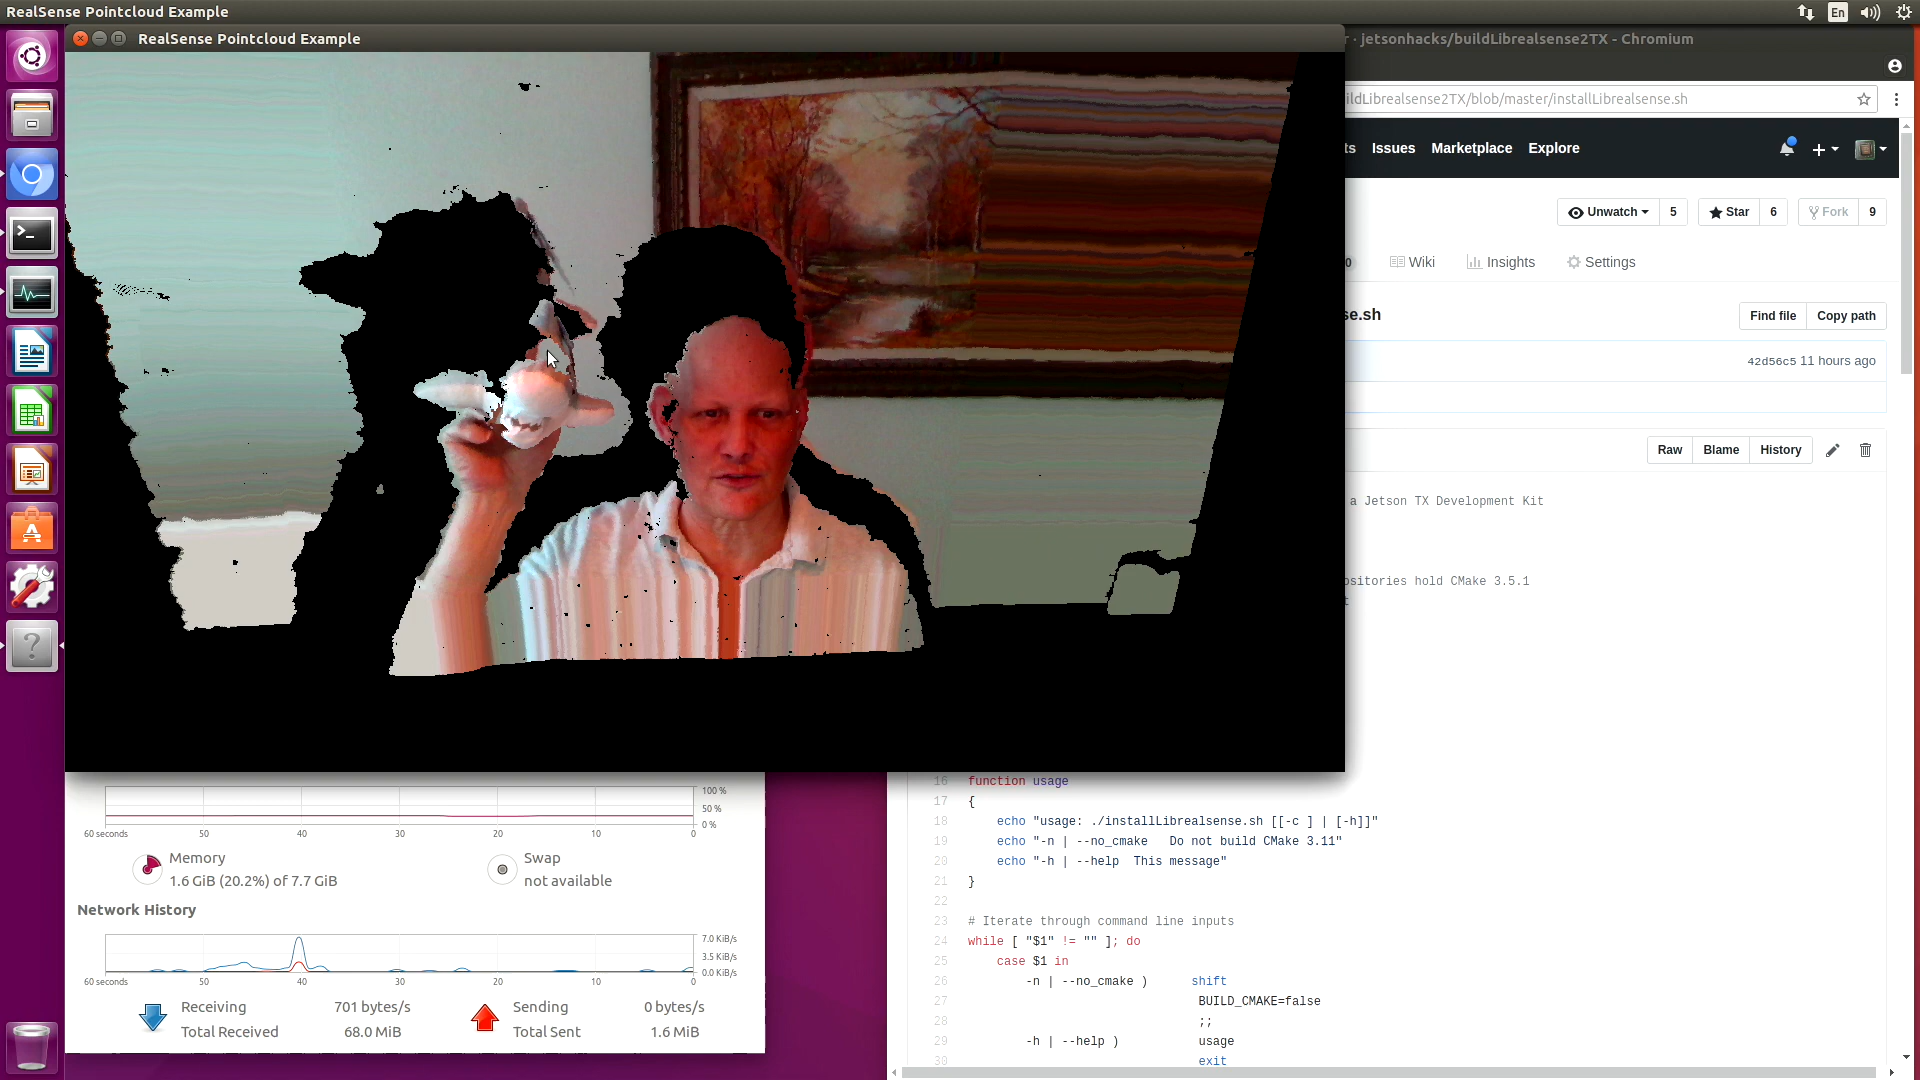 RealSense Pointcloud Example
En
RealSense Pointcloud Example
jetsonhacks/buildLibrealsense2TX - Chromium
ildLibrealsense2TX/blob/master/installLibrealsense.sh
ts Issues Marketplace Explore
Unwatch 5 Star 6 Fork 9
0 Wiki Insights Settings
se.sh
Find file Copy path
42d56c5 11 hours ago
Raw Blame History
a Jetson TX Development Kit
ositories hold CMake 3.5.1
t
16 function usage
17 {
18 echo "usage: ./installLibrealsense.sh [[-c ] | [-h]]"
19 echo "-n | --no_cmake   Do not build CMake 3.11"
20 echo "-h | --help  This message"
21 }
22
23 # Iterate through command line inputs
24 while [ "$1" != "" ]; do
25 case $1 in
26 -n | --no_cmake ) shift
27 BUILD_CMAKE=false
28 ;;
29 -h | --help ) usage
30 exit
100 %
50 %
0 %
60 seconds 50 40 30 20 10 0
Memory
1.6 GiB (20.2%) of 7.7 GiB
Swap
not available
Network History
7.0 KiB/s
3.5 KiB/s
0.0 KiB/s
60 seconds 50 40 30 20 10 0
Receiving 701 bytes/s
Total Received 68.0 MiB
Sending 0 bytes/s
Total Sent 1.6 MiB